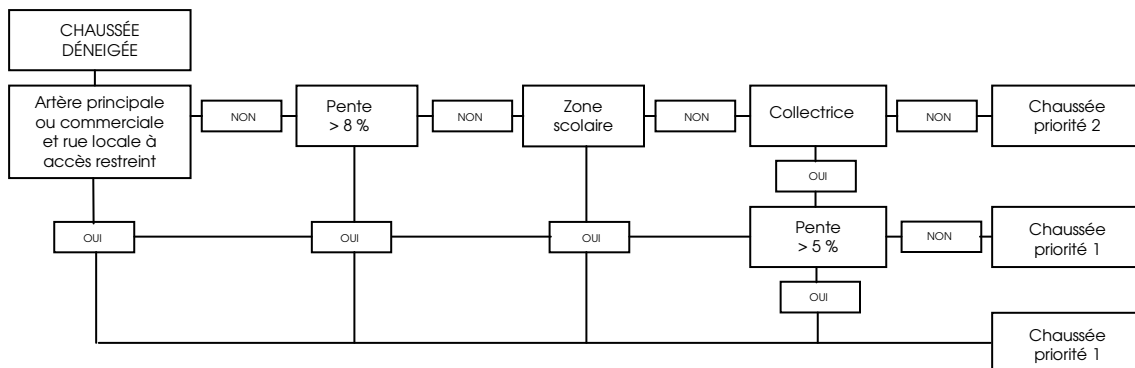 CHAUSSÉE
DÉNEIGÉE
Artère principale
ou commerciale
et rue locale à
accès restreint
NON
Pente
> 8 %
NON
Zone
scolaire
NON
Collectrice
NON
Chaussée
priorité 2
OUI
OUI
OUI
OUI
Pente
> 5 %
NON
Chaussée
priorité 1
OUI
Chaussée
priorité 1